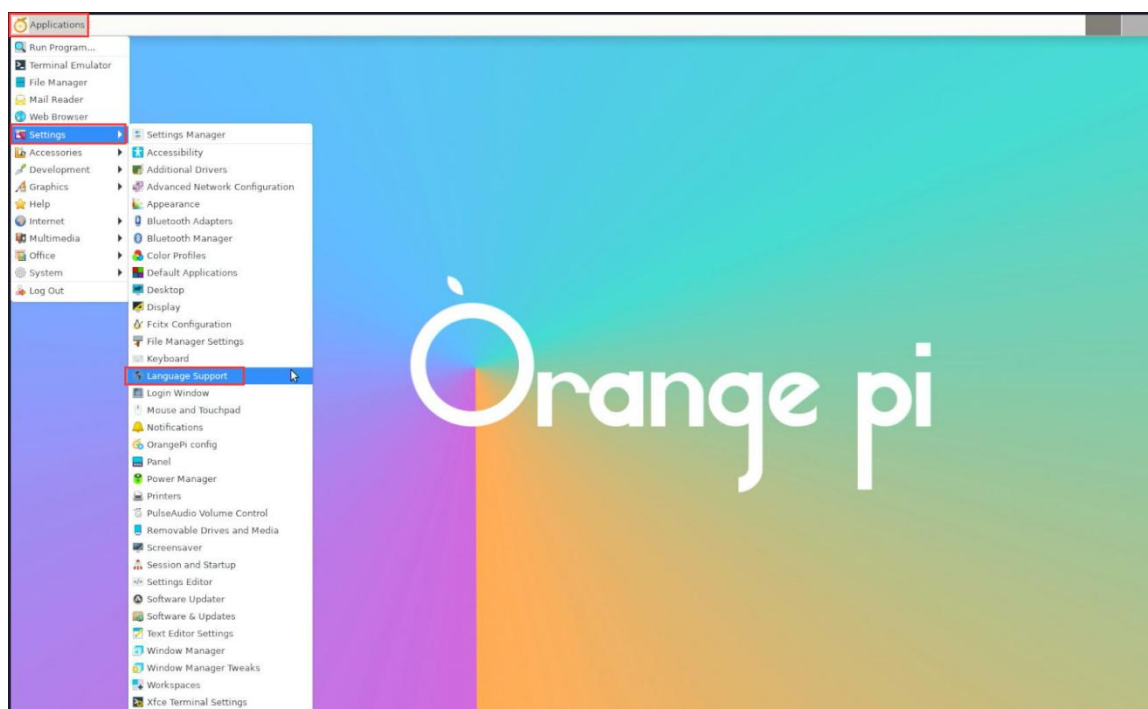 Applications
Run Program...
Terminal Emulator
File Manager
Mail Reader
Web Browser
Settings
Accessories
Development
Graphics
Help
Internet
Multimedia
Office
System
Log Out
Settings Manager
Accessibility
Additional Drivers
Advanced Network Configuration
Appearance
Bluetooth Adapters
Bluetooth Manager
Color Profiles
Default Applications
Desktop
Display
Fcitx Configuration
File Manager Settings
Keyboard
Language Support
Login Window
Mouse and Touchpad
Notifications
OrangePi config
Panel
Power Manager
Printers
PulseAudio Volume Control
Removable Drives and Media
Screensaver
Session and Startup
Settings Editor
Software Updater
Software & Updates
Text Editor Settings
Window Manager
Window Manager Tweaks
Workspaces
Xfce Terminal Settings
Orange pi